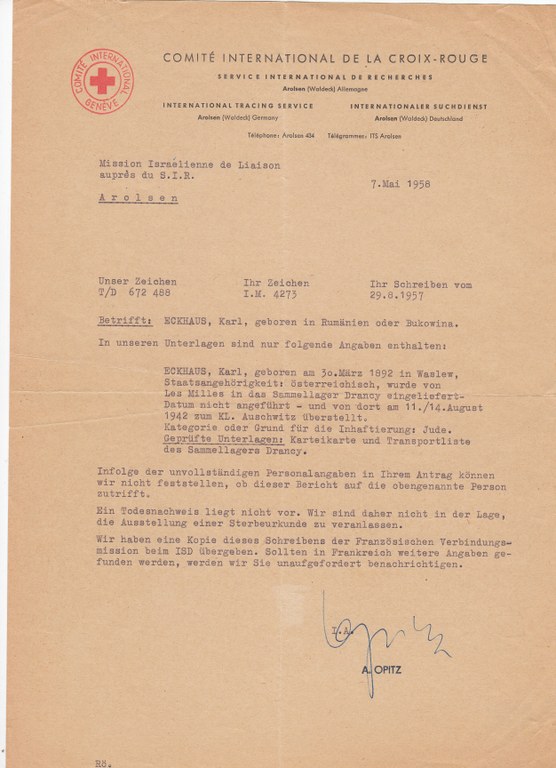 COMITÉ INTERNATIONAL
GENÈVE
COMITÉ INTERNATIONAL DE LA CROIX-ROUGE
SERVICE INTERNATIONAL DE RECHERCHES
Arolsen (Waldeck) Allemagne
INTERNATIONAL TRACING SERVICE INTERNATIONALER SUCHDIENST
Arolsen (Waldeck) Germany Arolsen (Waldeck) Deutschland
Téléphone: Arolsen 434 Télégrammes: ITS Arolsen
Mission Israélienne de Liaison
auprès du S.I.R.
7.Mai 1958
Arolsen
Unser Zeichen Ihr Zeichen Ihr Schreiben vom
T/D 672 488 I.M. 4273 29.8.1957
Betrifft: ECKHAUS, Karl, geboren in Rumänien oder Bukowina.
In unseren Unterlagen sind nur folgende Angaben enthalten:
ECKHAUS, Karl, geboren am 30.März 1892 in Waslew,
Staatsangehörigkeit: österreichisch, wurde von
Les Milles in das Sammellager Drancy eingeliefert-
Datum nicht angeführt - und von dort am 11./14.August
1942 zum KL. Auschwitz überstellt.
Kategorie oder Grund für die Inhaftierung: Jude.
Geprüfte Unterlagen: Karteikarte und Transportliste
des Sammellagers Drancy.
Infolge der unvollständigen Personalangaben in Ihrem Antrag können
wir nicht feststellen, ob dieser Bericht auf die obengenannte Person
zutrifft.
Ein Todesnachweis liegt nicht vor. Wir sind daher nicht in der Lage,
die Ausstellung einer Sterbeurkunde zu veranlassen.
Wir haben eine Kopie dieses Schreibens der Französischen Verbindungs-
mission beim ISD übergeben. Sollten in Frankreich weitere Angaben ge-
funden werden, werden wir Sie unaufgefordert benachrichtigen.
I.A.
A. OPITZ
Rö.